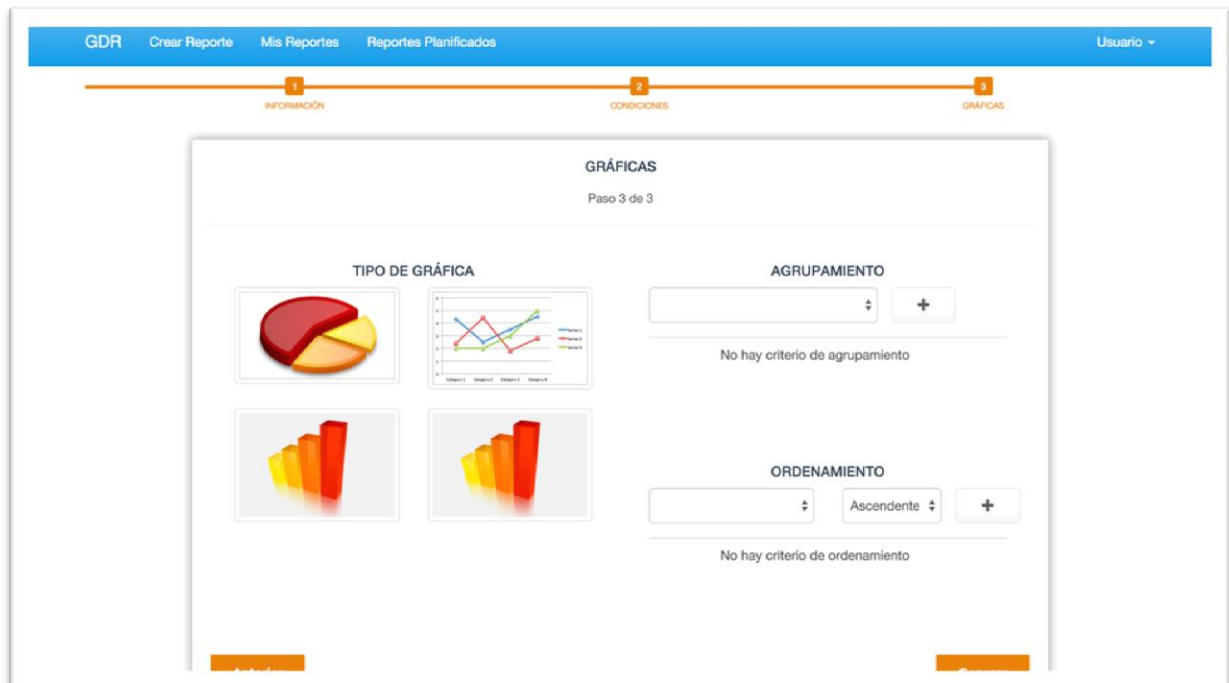 GDR Crear Reporte Mis Reportes Reportes Planificados Usuario
1 2 3
INFORMACIÓN CONDICIONES GRÁFICAS
GRÁFICAS
Paso 3 de 3
TIPO DE GRÁFICA
AGRUPAMIENTO
No hay criterio de agrupamiento
ORDENAMIENTO
Ascendente
No hay criterio de ordenamiento